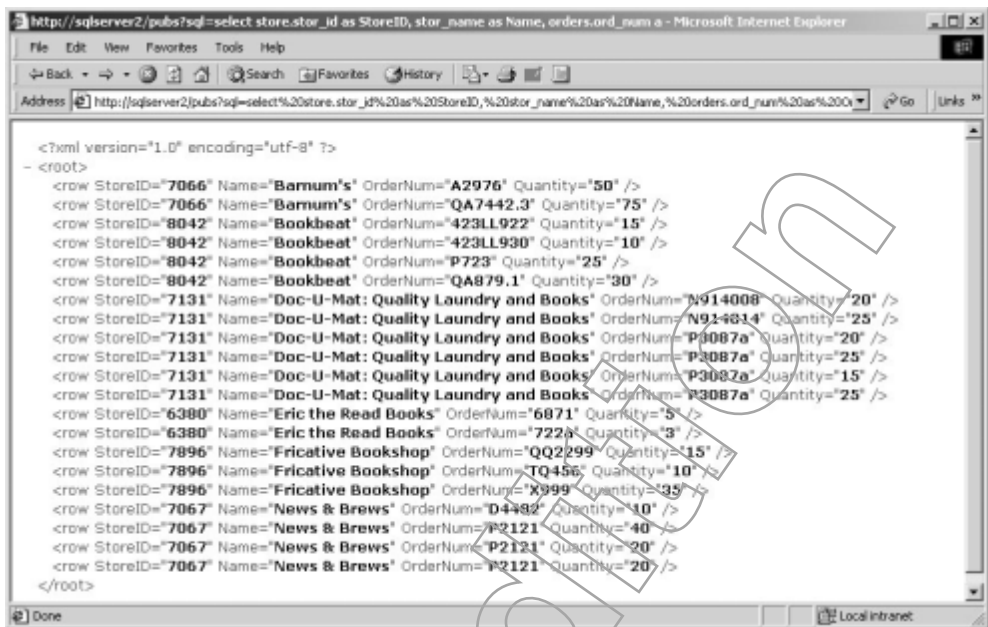 http://sqlserver2/pubs?sql=select store.stor_id as StoreID, stor_name as Name, orders.ord_num a - Microsoft Internet Explorer
File Edit View Favorites Tools Help
Back Search Favorites History
Address http://sqlserver2/pubs?sql=select%20store.stor_id%20as%20StoreID,%20stor_name%20as%20Name,%20orders.ord_num%20as%20O Go Links »
<?xml version="1.0" encoding="utf-8" ?>
- <root>
<row StoreID="7066" Name="Barnum's" OrderNum="A2976" Quantity="50" />
<row StoreID="7066" Name="Barnum's" OrderNum="QA7442.3" Quantity="75" />
<row StoreID="8042" Name="Bookbeat" OrderNum="423LL922" Quantity="15" />
<row StoreID="8042" Name="Bookbeat" OrderNum="423LL930" Quantity="10" />
<row StoreID="8042" Name="Bookbeat" OrderNum="P723" Quantity="25" />
<row StoreID="8042" Name="Bookbeat" OrderNum="QA879.1" Quantity="30" />
<row StoreID="7131" Name="Doc-U-Mat: Quality Laundry and Books" OrderNum="N914008" Quantity="20" />
<row StoreID="7131" Name="Doc-U-Mat: Quality Laundry and Books" OrderNum="N914014" Quantity="25" />
<row StoreID="7131" Name="Doc-U-Mat: Quality Laundry and Books" OrderNum="P3087a" Quantity="20" />
<row StoreID="7131" Name="Doc-U-Mat: Quality Laundry and Books" OrderNum="P3087a" Quantity="25" />
<row StoreID="7131" Name="Doc-U-Mat: Quality Laundry and Books" OrderNum="P3087a" Quantity="15" />
<row StoreID="7131" Name="Doc-U-Mat: Quality Laundry and Books" OrderNum="P3087a" Quantity="25" />
<row StoreID="6380" Name="Eric the Read Books" OrderNum="6871" Quantity="5" />
<row StoreID="6380" Name="Eric the Read Books" OrderNum="722a" Quantity="3" />
<row StoreID="7896" Name="Fricative Bookshop" OrderNum="QQ2299" Quantity="15" />
<row StoreID="7896" Name="Fricative Bookshop" OrderNum="TQ456" Quantity="10" />
<row StoreID="7896" Name="Fricative Bookshop" OrderNum="X999" Quantity="35" />
<row StoreID="7067" Name="News & Brews" OrderNum="D4482" Quantity="10" />
<row StoreID="7067" Name="News & Brews" OrderNum="P2121" Quantity="40" />
<row StoreID="7067" Name="News & Brews" OrderNum="P2121" Quantity="20" />
<row StoreID="7067" Name="News & Brews" OrderNum="P2121" Quantity="20" />
</root>
Done Local intranet